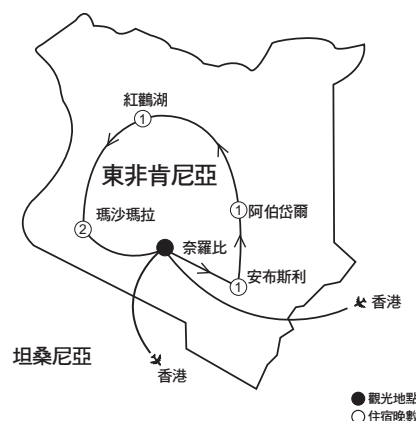 紅鸛湖
1
東非肯尼亞
瑪沙瑪拉
2
1
阿伯岱爾
奈羅比
1
安布斯利
香港
坦桑尼亞
香港
觀光地點
住宿晚數